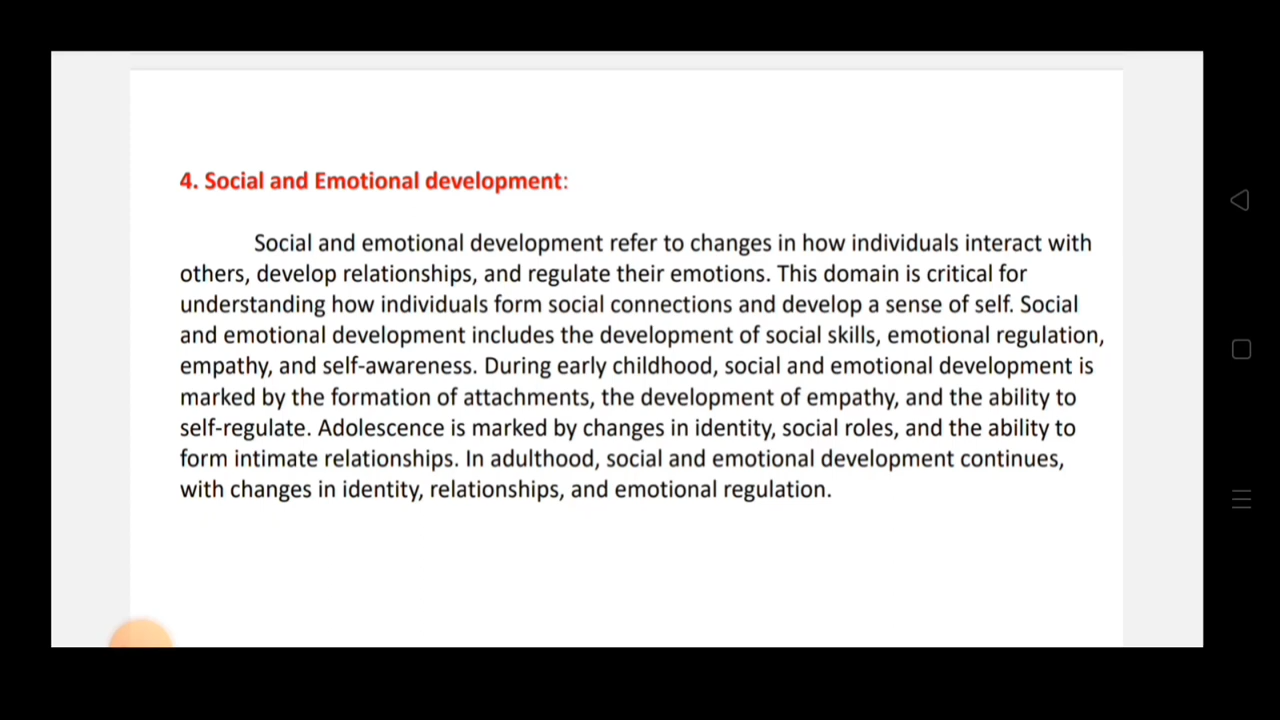 4. Social and Emotional development:
Social and emotional development refer to changes in how individuals interact with
others, develop relationships, and regulate their emotions. This domain is critical for
understanding how individuals form social connections and develop a sense of self. Social
and emotional development includes the development of social skills, emotional regulation,
empathy, and self-awareness. During early childhood, social and emotional development is
marked by the formation of attachments, the development of empathy, and the ability to
self-regulate. Adolescence is marked by changes in identity, social roles, and the ability to
form intimate relationships. In adulthood, social and emotional development continues,
with changes in identity, relationships, and emotional regulation.